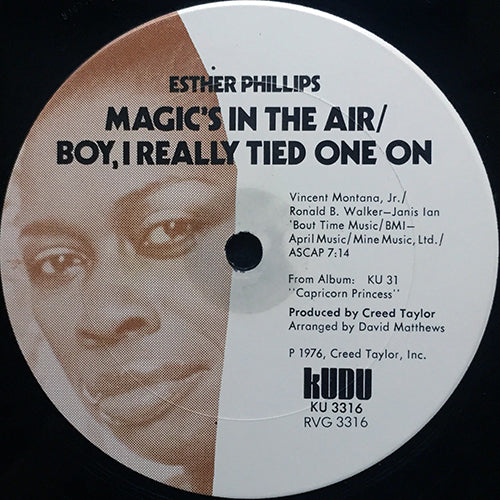 ESTHER PHILLIPS
MAGIC'S IN THE AIR/
BOY, I REALLY TIED ONE ON
Vincent Montana, Jr./
Ronald B. Walker—Janis Ian
'Bout Time Music/BMI—
April Music/Mine Music, Ltd./
ASCAP 7:14
From Album: KU 31
"Capricorn Princess"
Produced by Creed Taylor
Arranged by David Matthews
P 1976, Creed Taylor, Inc.
KUDU
KU 3316
RVG 3316